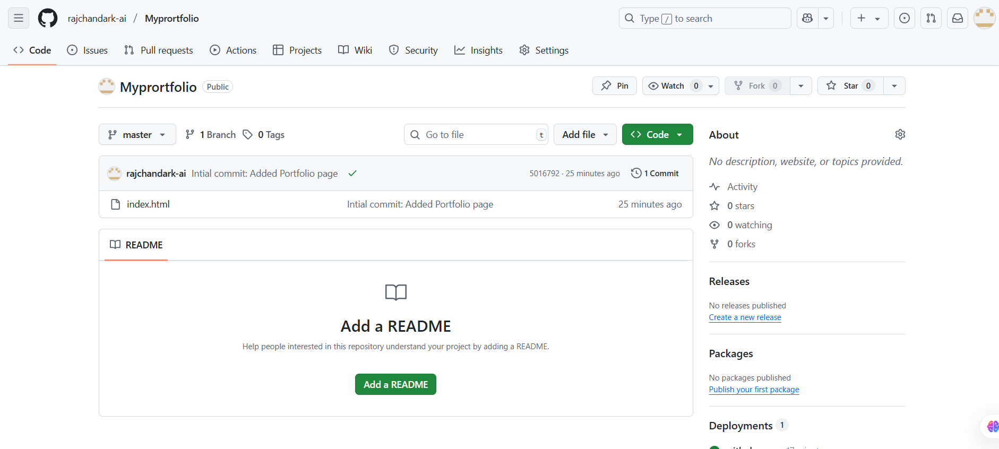 rajchandark-ai / Myprortfolio
Type / to search
Code Issues Pull requests Actions Projects Wiki Security Insights Settings
Myprortfolio Public
Pin Watch 0 Fork 0 Star 0
master 1 Branch 0 Tags
Go to file t Add file Code
rajchandark-ai Intial commit: Added Portfolio page
5016792 · 25 minutes ago 1 Commit
index.html Intial commit: Added Portfolio page 25 minutes ago
README
Add a README
Help people interested in this repository understand your project by adding a README.
Add a README
About
No description, website, or topics provided.
Activity
0 stars
0 watching
0 forks
Releases
No releases published
Create a new release
Packages
No packages published
Publish your first package
Deployments 1